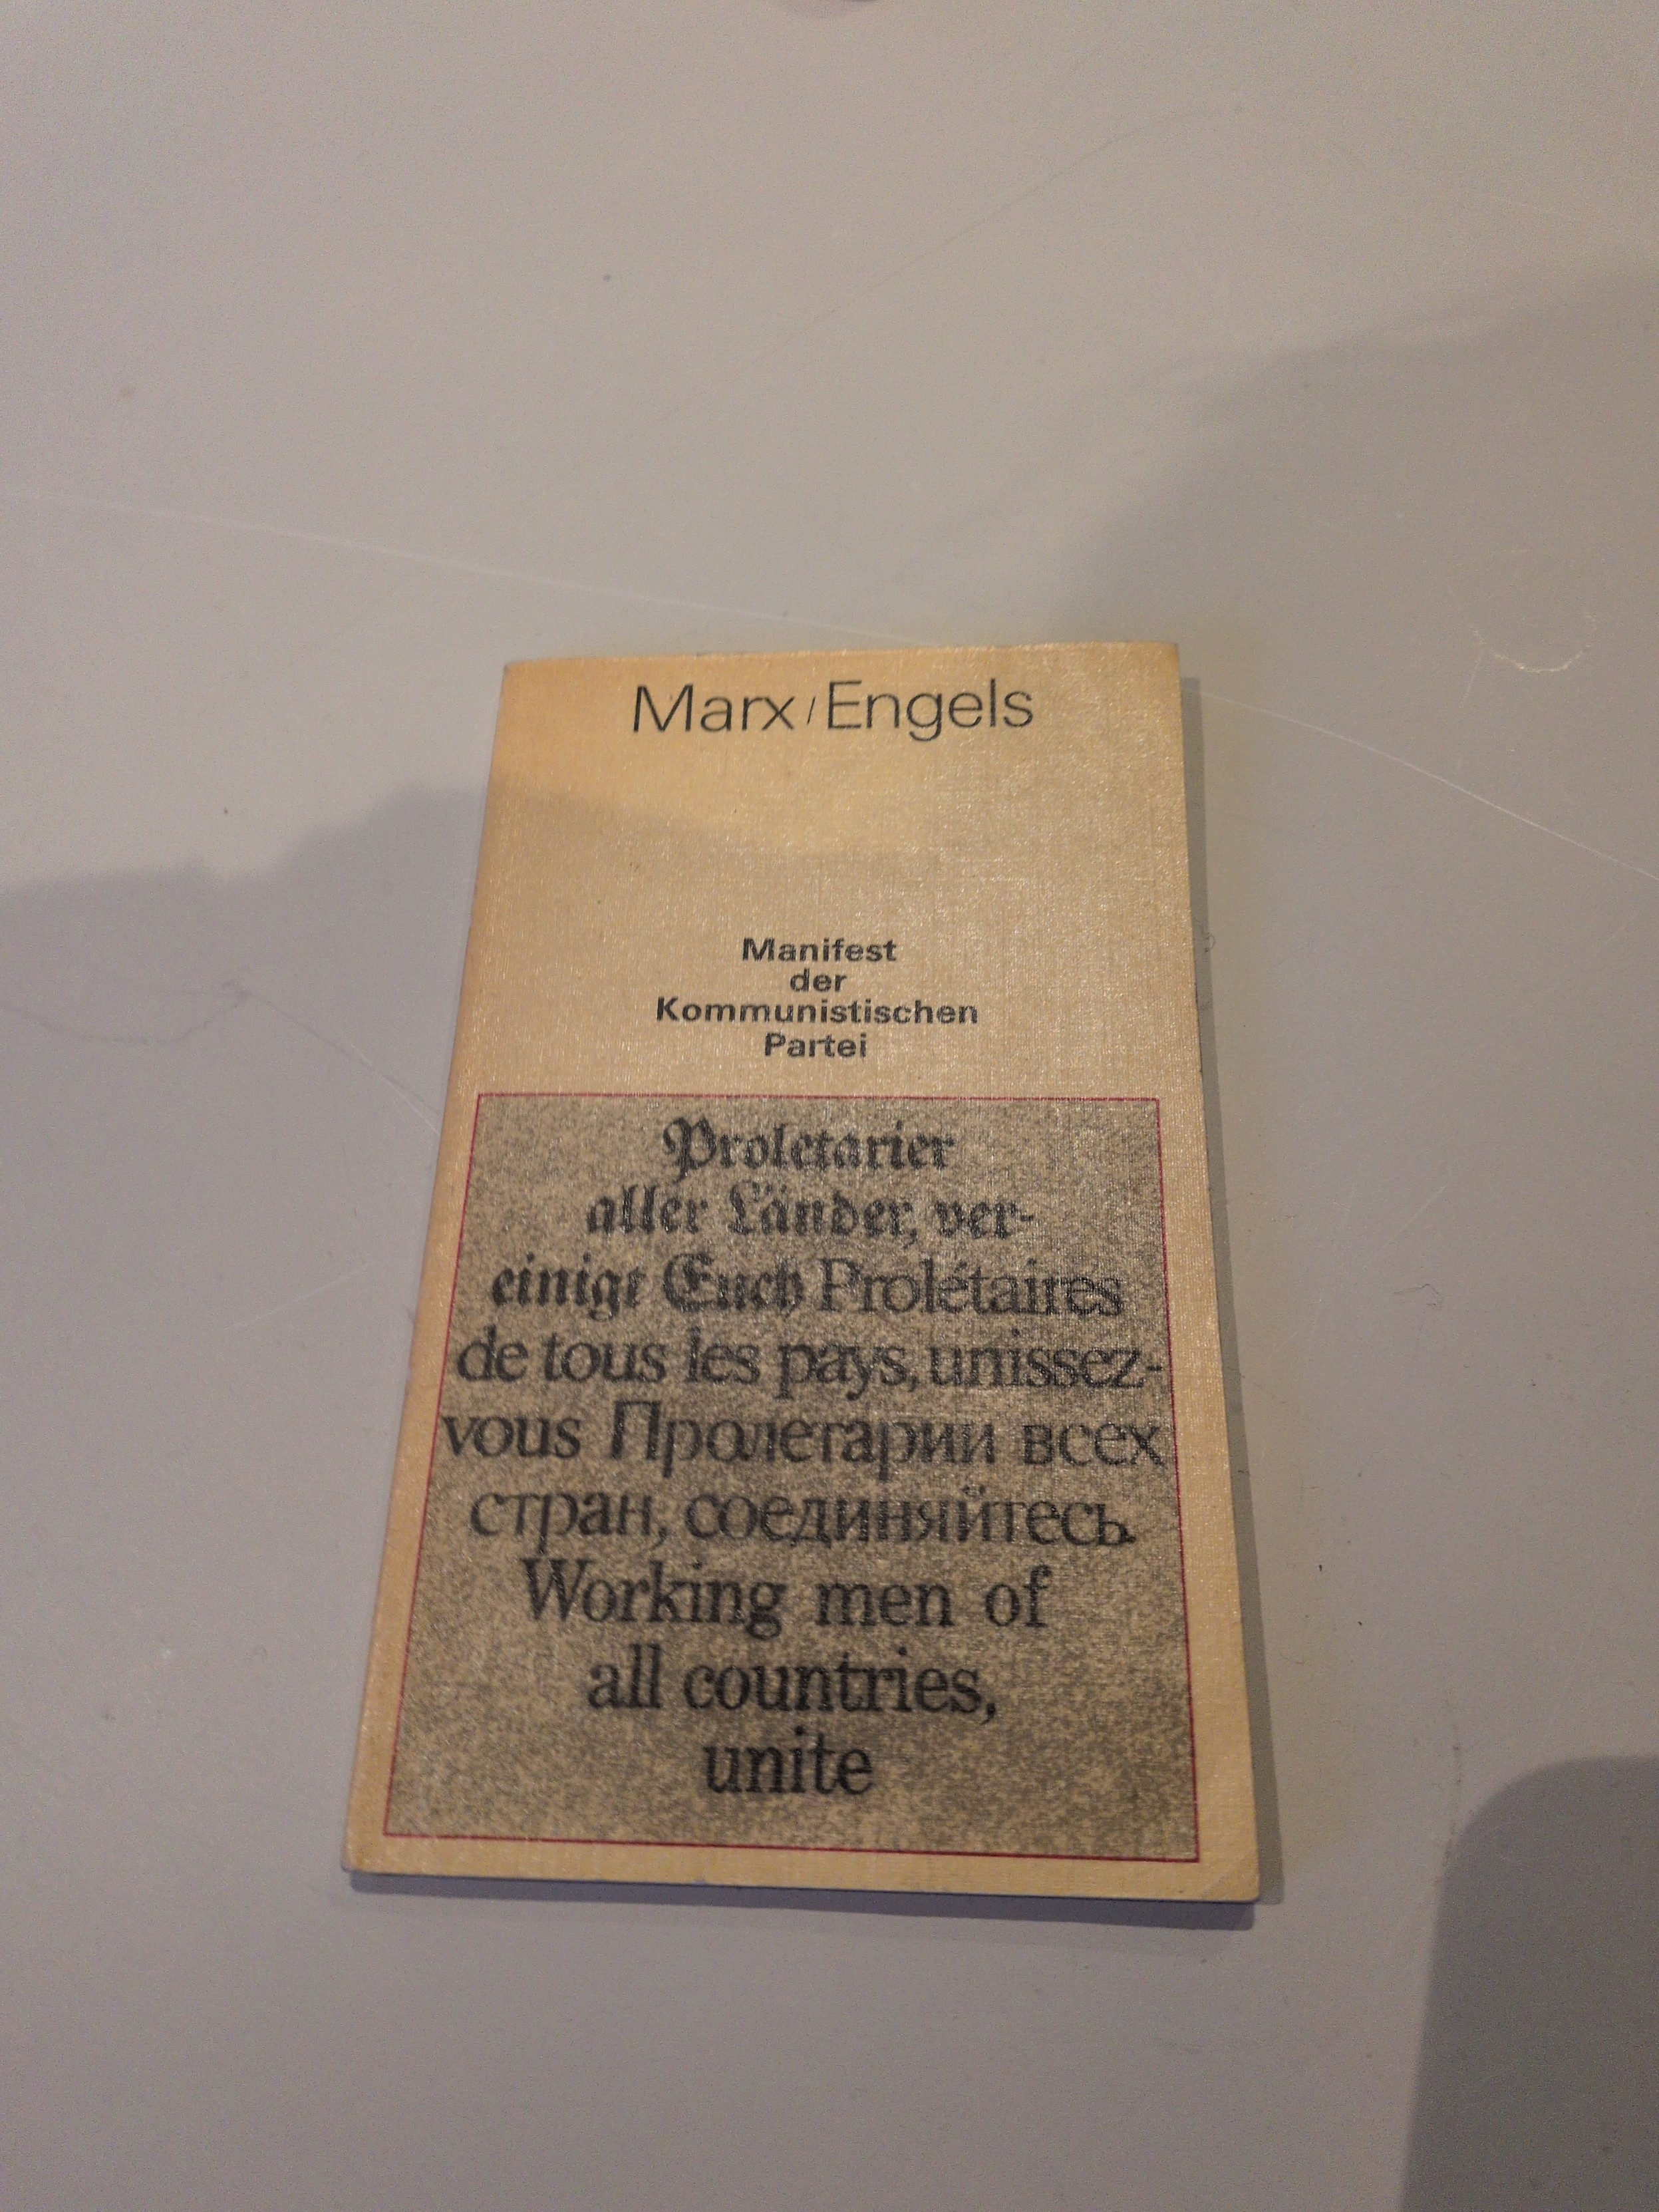 Marx/Engels
Manifest
der
Kommunistischen
Partei
Proletarier
aller Länder, ver-
einigt Euch Prolétaires
de tous les pays, unissez-
vous Пролетарии всех
стран, соединяйтесь.
Working men of
all countries,
unite